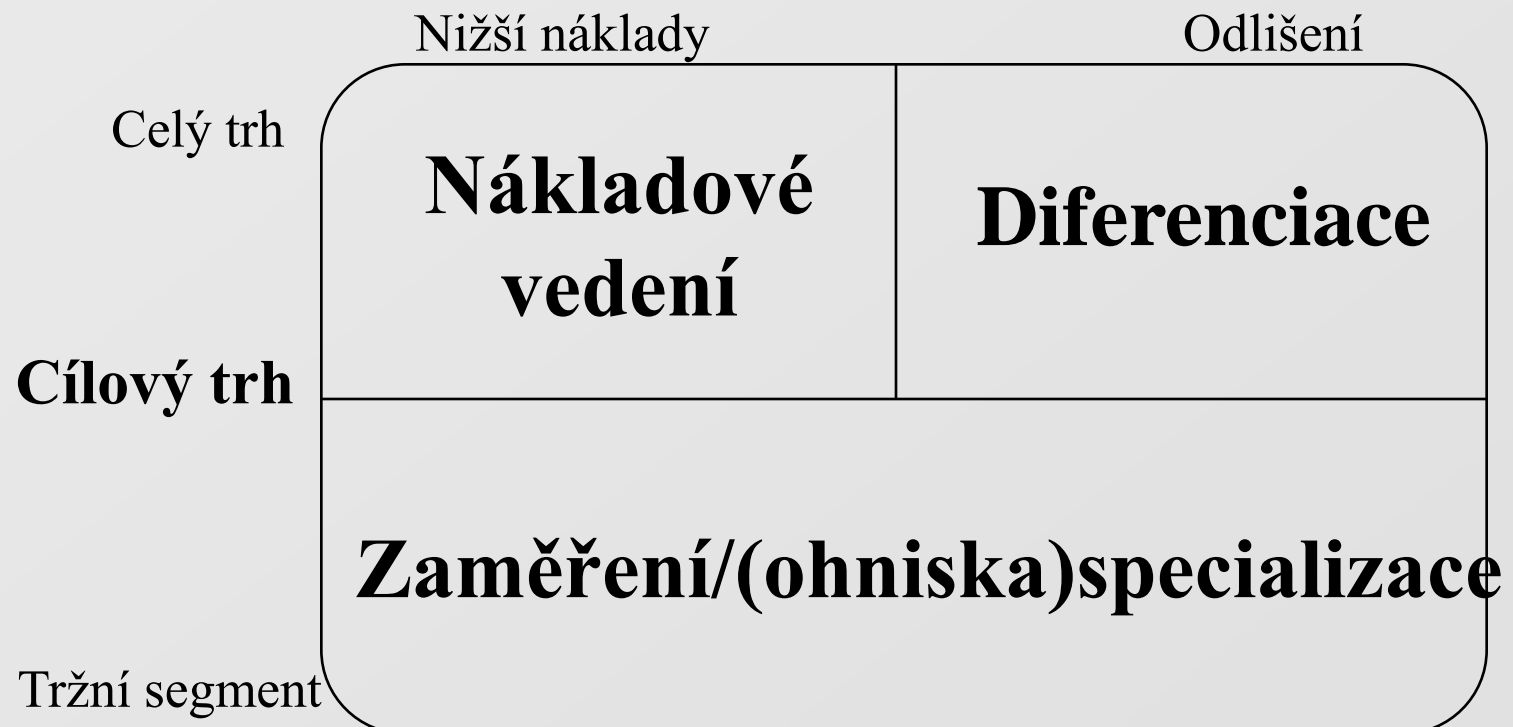 Nižší náklady
Odlišení
Celý trh
Nákladové
vedení
Diferenciace
Cílový trh
Zaměření/(ohniska)specializace
Tržní segment